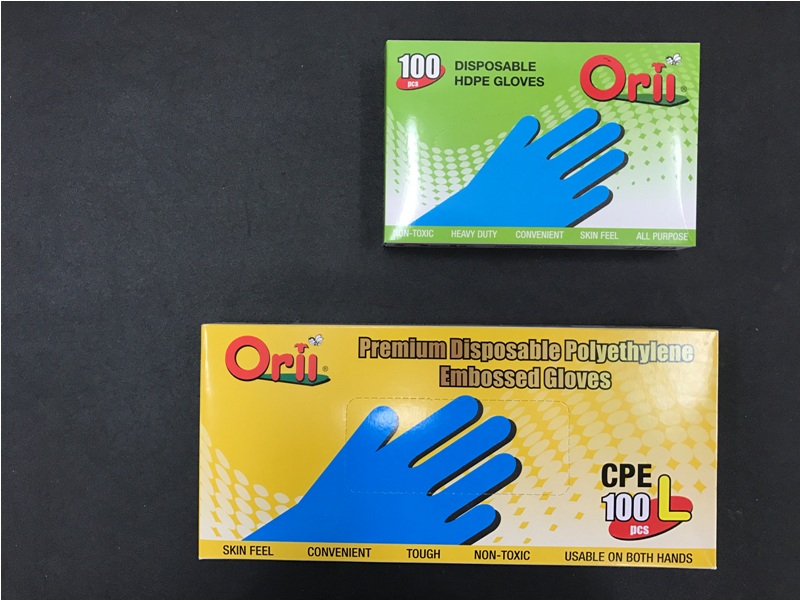 100
pcs
DISPOSABLE
HDPE GLOVES
Orii®
NON-TOXIC HEAVY DUTY CONVENIENT SKIN FEEL ALL PURPOSE
Orii®
Premium Disposable Polyethylene
Embossed Gloves
CPE
100 L
pcs
SKIN FEEL CONVENIENT TOUGH NON-TOXIC USABLE ON BOTH HANDS